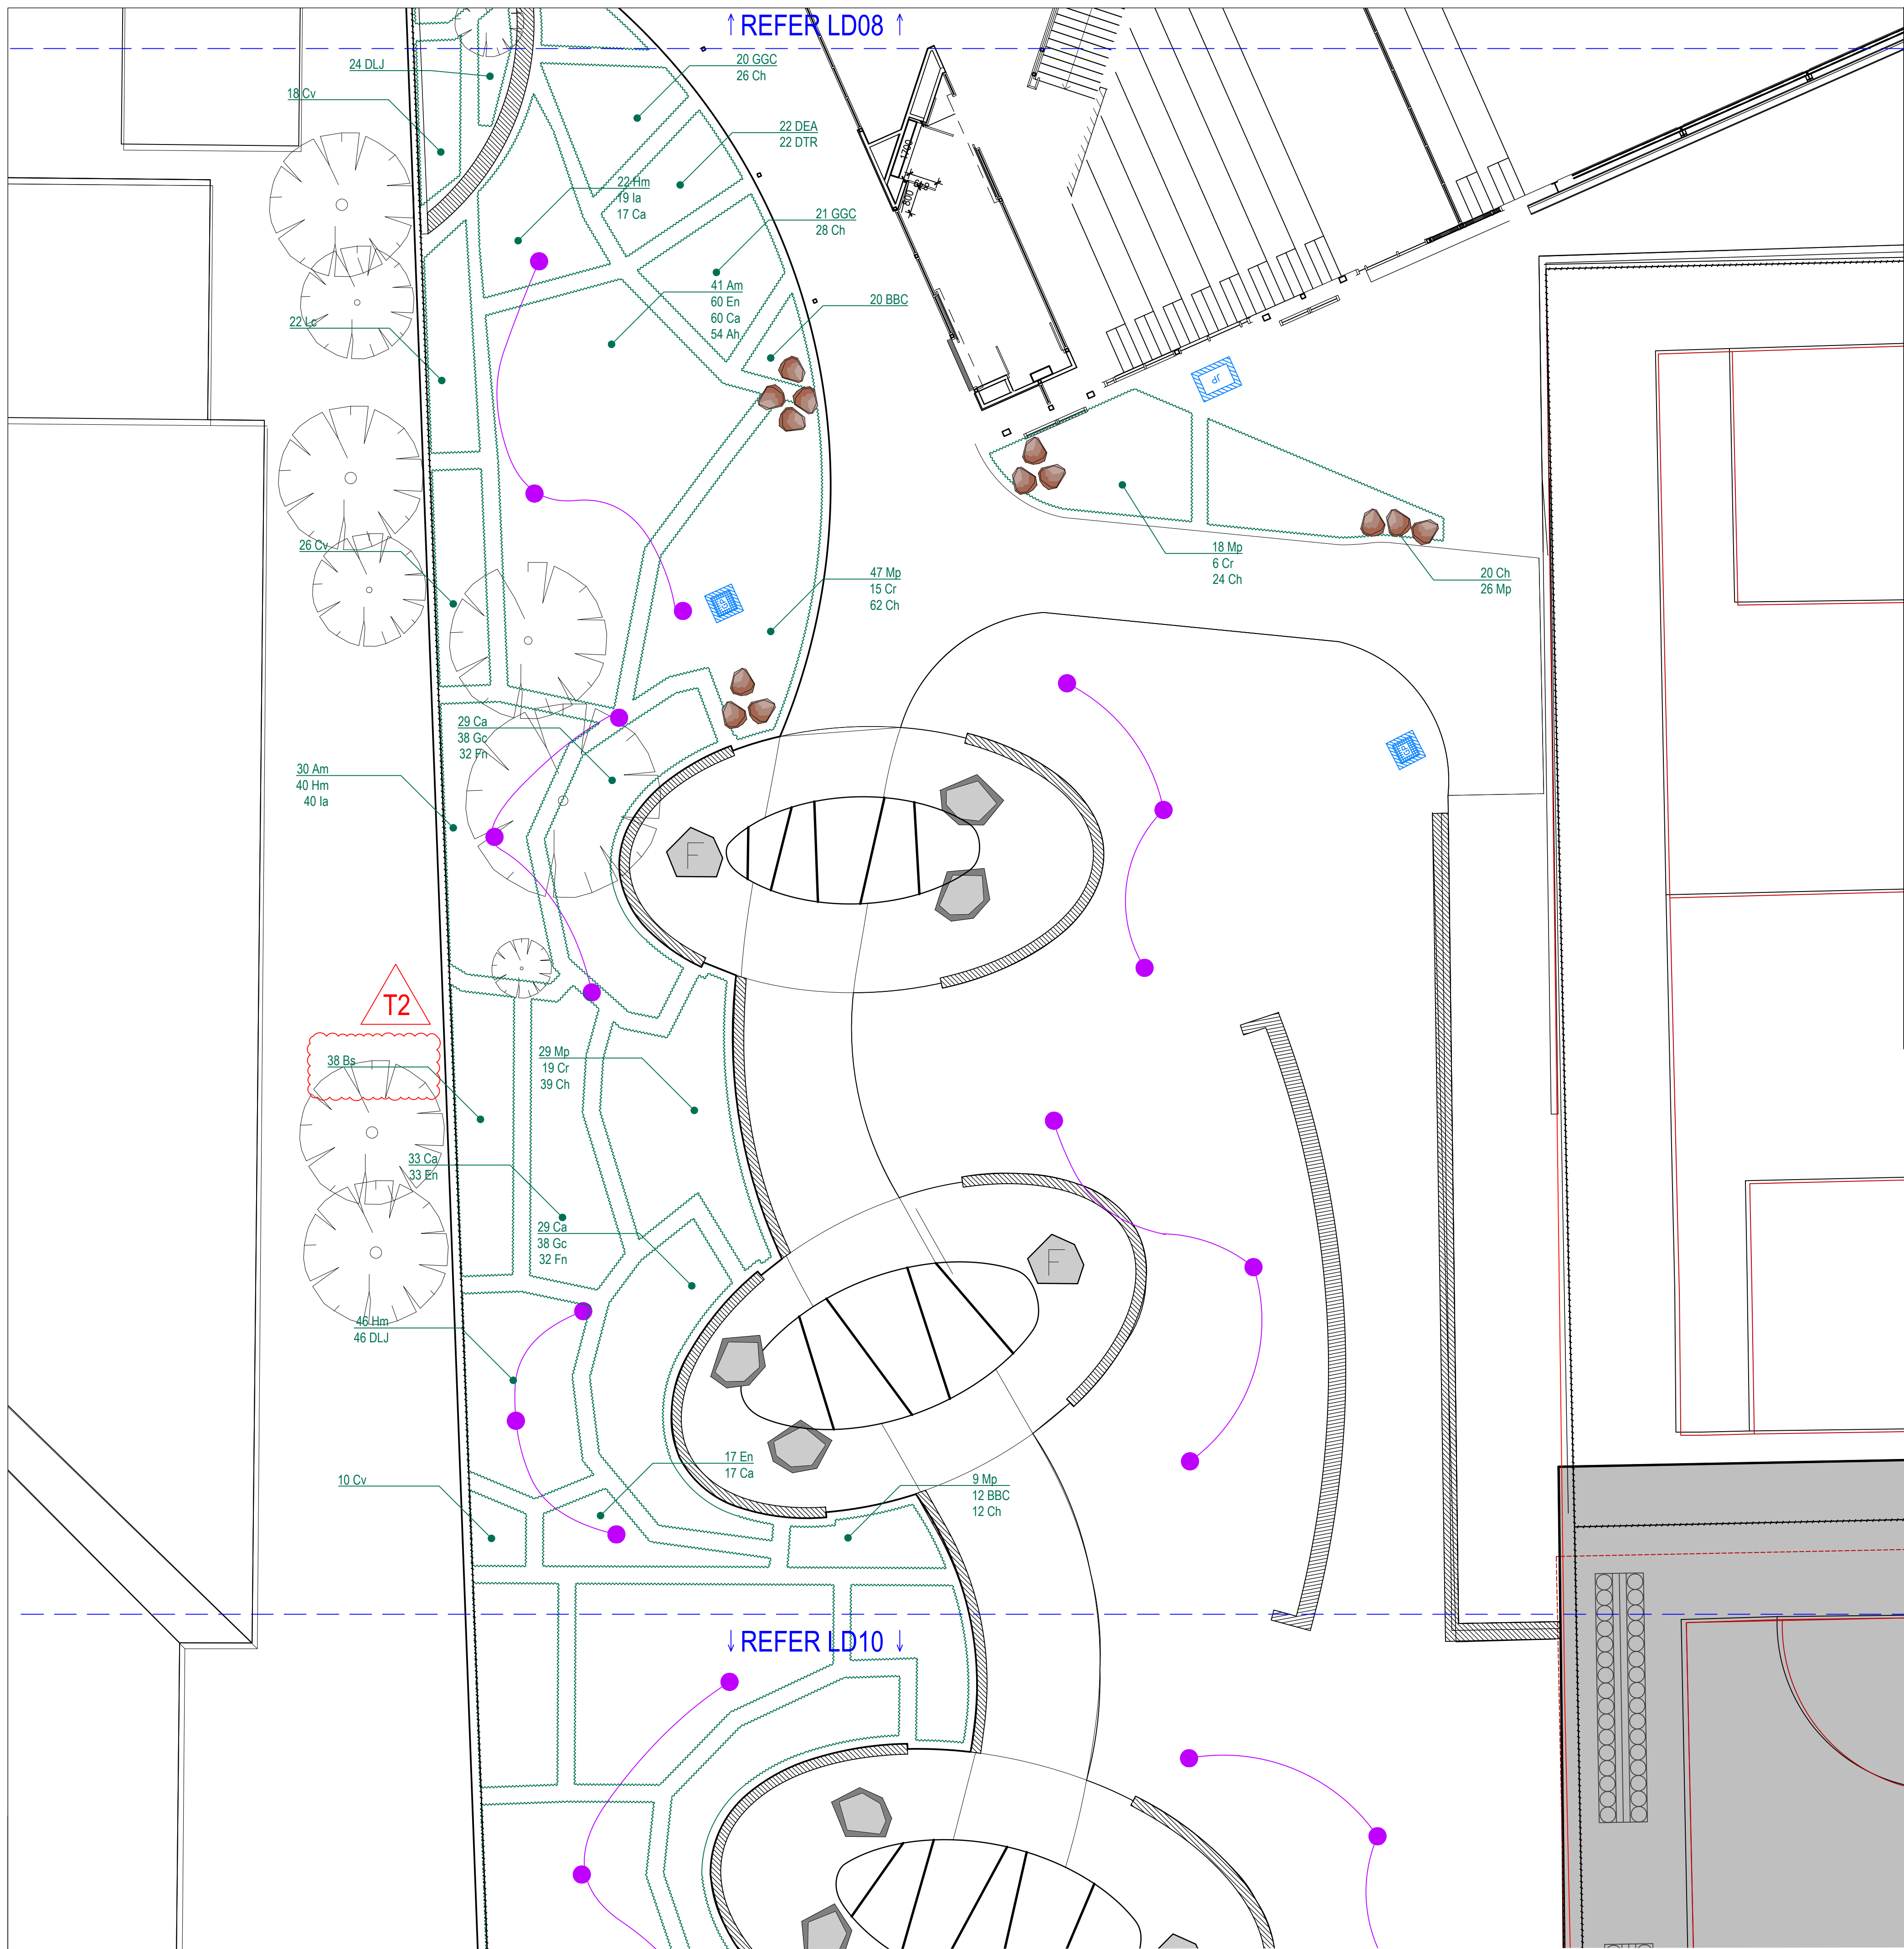 ↑ REFER LD08 ↑
24 DLJ
18 Cv
20 GGC
26 Ch
22 DEA
22 DTR
22 Hm
19 Ia
17 Ca
21 GGC
28 Ch
41 Am
60 En
60 Ca
54 Ah
20 BBC
22 Lc
1700
600
JP
26 Cv
18 Mp
6 Cr
24 Ch
20 Ch
26 Mp
47 Mp
15 Cr
62 Ch
29 Ca
38 Gc
32 Fn
30 Am
40 Hm
40 Ia
F
T2
38 Bs
29 Mp
19 Cr
39 Ch
33 Ca
33 En
29 Ca
38 Gc
32 Fn
F
46 Hm
46 DLJ
17 En
17 Ca
10 Cv
9 Mp
12 BBC
12 Ch
↓ REFER LD10 ↓